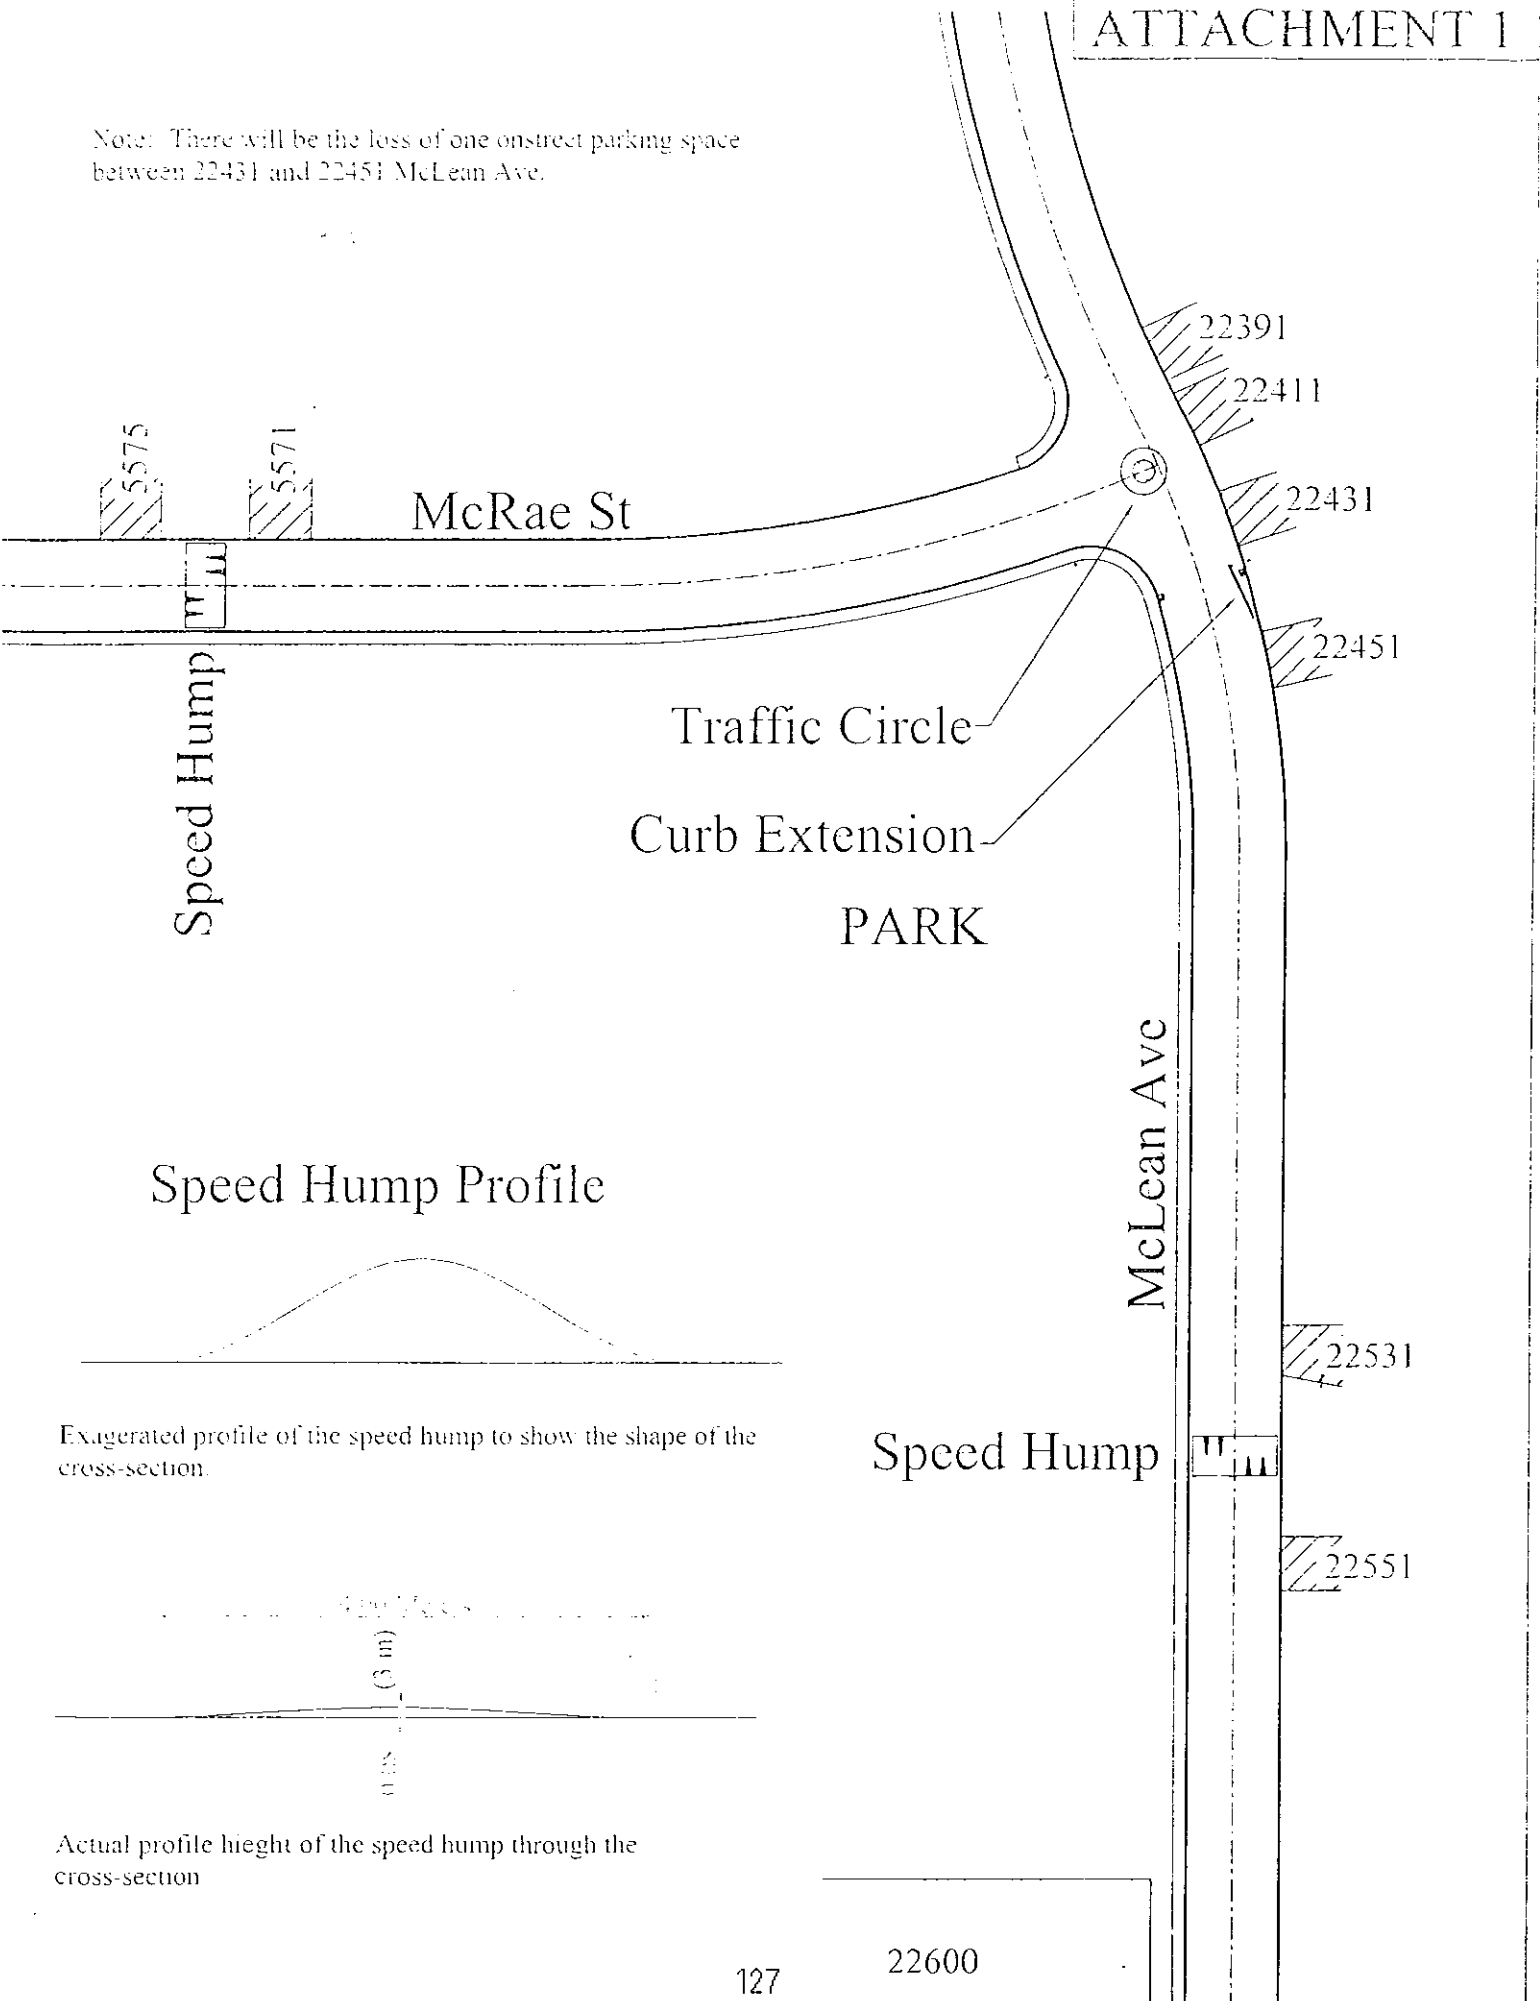 ATTACHMENT 1
Note: There will be the loss of one onstreet parking space
between 22431 and 22451 McLean Ave.
22391
22411
22431
22451
5575
5571
McRae St
Speed Hump
Traffic Circle
Curb Extension
PARK
McLean Ave
Speed Hump Profile
Exagerated profile of the speed hump to show the shape of the
cross-section.
22531
Speed Hump
22551
(3 m)
Actual profile hieght of the speed hump through the
cross-section
22600
127